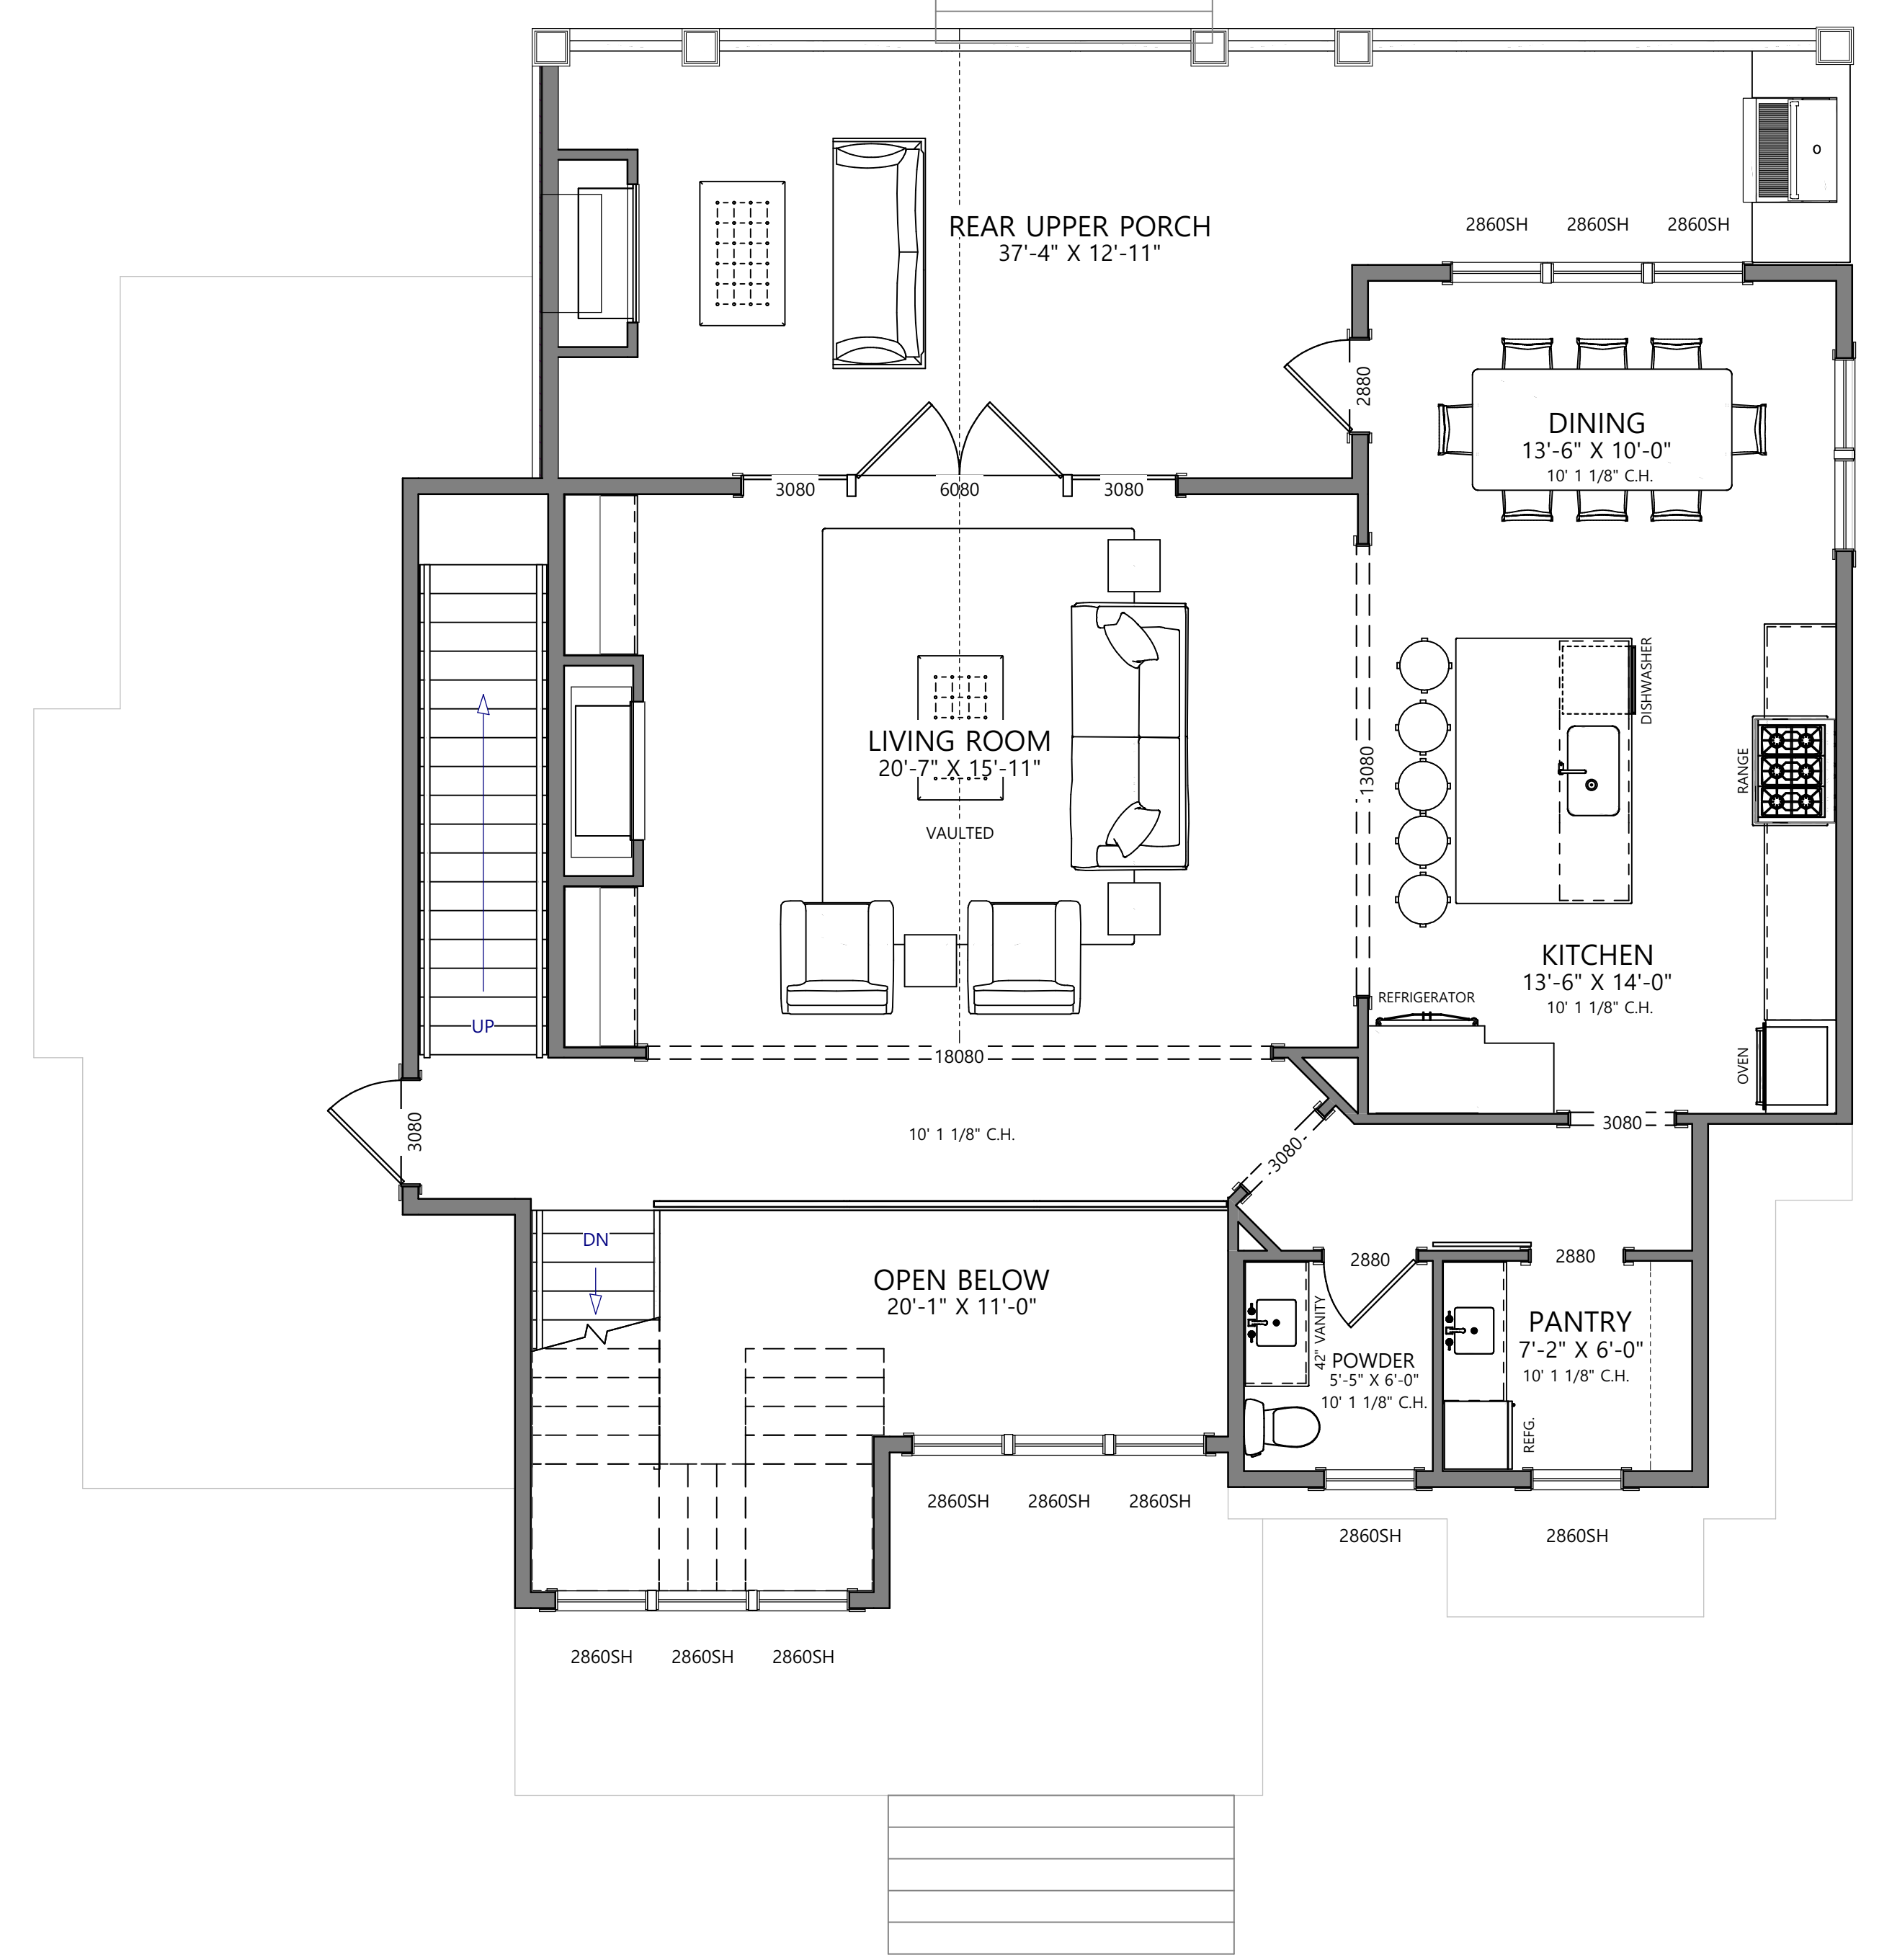 REAR UPPER PORCH
37'-4" X 12'-11"
2860SH
2860SH
2860SH
2880
DINING
13'-6" X 10'-0"
10' 1 1/8" C.H.
3080
6080
3080
LIVING ROOM
20'-7" X 15'-11"
VAULTED
13080
DISHWASHER
RANGE
KITCHEN
13'-6" X 14'-0"
10' 1 1/8" C.H.
REFRIGERATOR
OVEN
UP
18080
3080
10' 1 1/8" C.H.
3080
3080
DN
OPEN BELOW
20'-1" X 11'-0"
2880
2880
42" VANITY
POWDER
5'-5" X 6'-0"
10' 1 1/8" C.H.
PANTRY
7'-2" X 6'-0"
10' 1 1/8" C.H.
REFG.
2860SH
2860SH
2860SH
2860SH
2860SH
2860SH
2860SH
2860SH